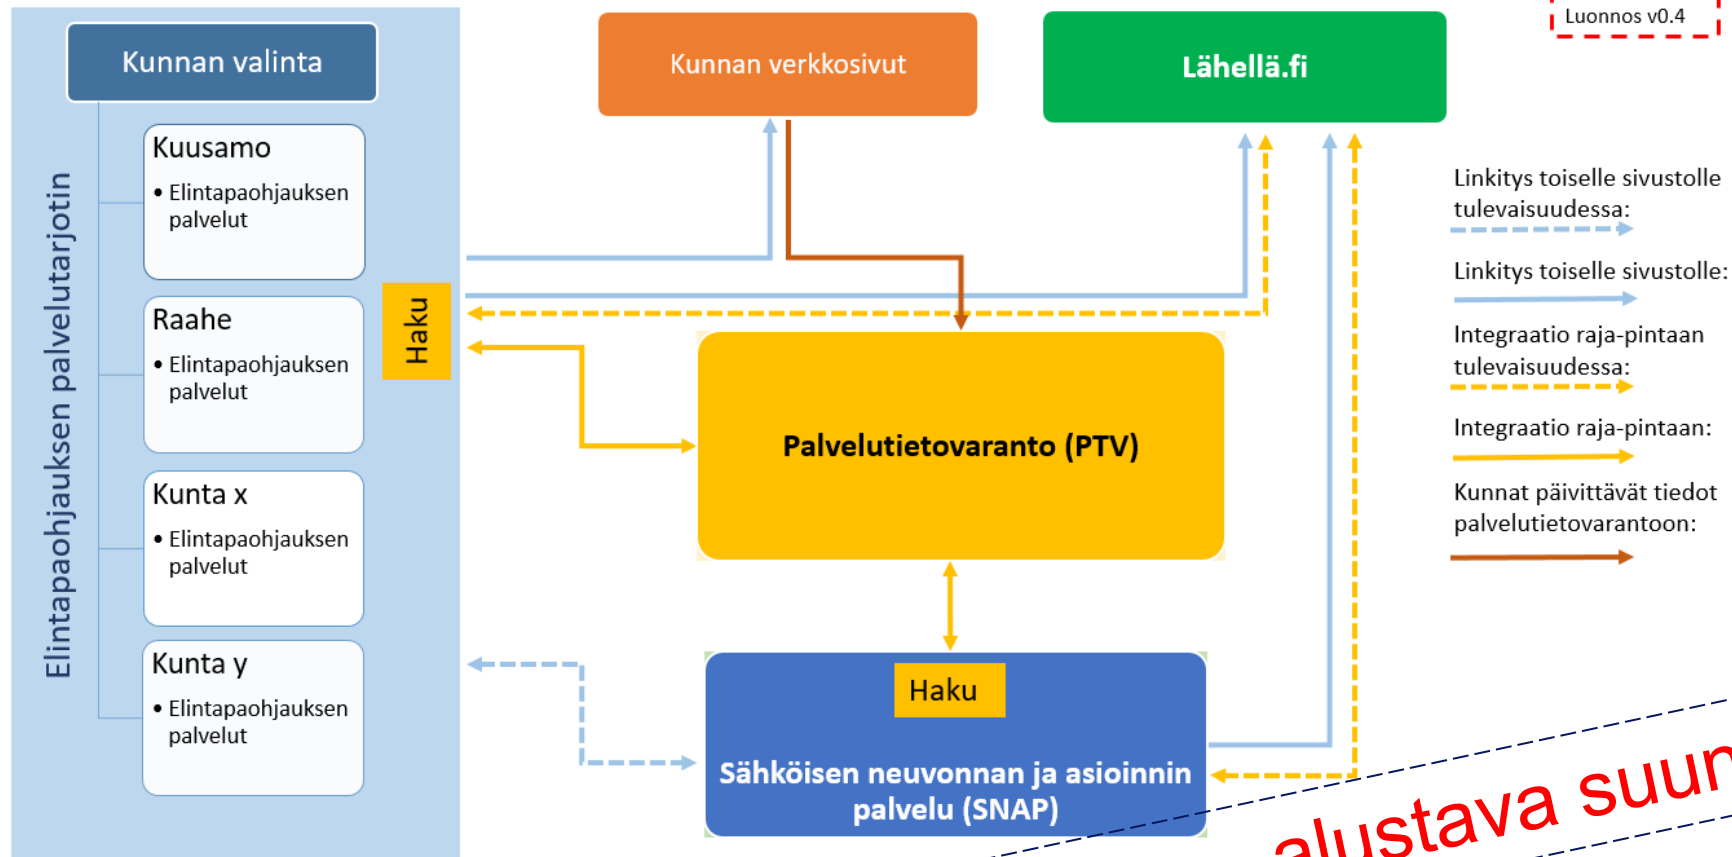 Luonnos v0.4
Kunnan valinta
Kunnan verkkosivut
Lähellä.fi
Elintapaohjauksen palvelutarjotin
Kuusamo
• Elintapaohjauksen
palvelut
Raahe
• Elintapaohjauksen
palvelut
Kunta x
• Elintapaohjauksen
palvelut
Kunta y
• Elintapaohjauksen
palvelut
Haku
Palvelutietovaranto (PTV)
Haku
Sähköisen neuvonnan ja asioinnin
palvelu (SNAP)
Linkitys toiselle sivustolle
tulevaisuudessa:
Linkitys toiselle sivustolle:
Integraatio raja-pintaan
tulevaisuudessa:
Integraatio raja-pintaan:
Kunnat päivittävät tiedot
palvelutietovarantoon:
alustava